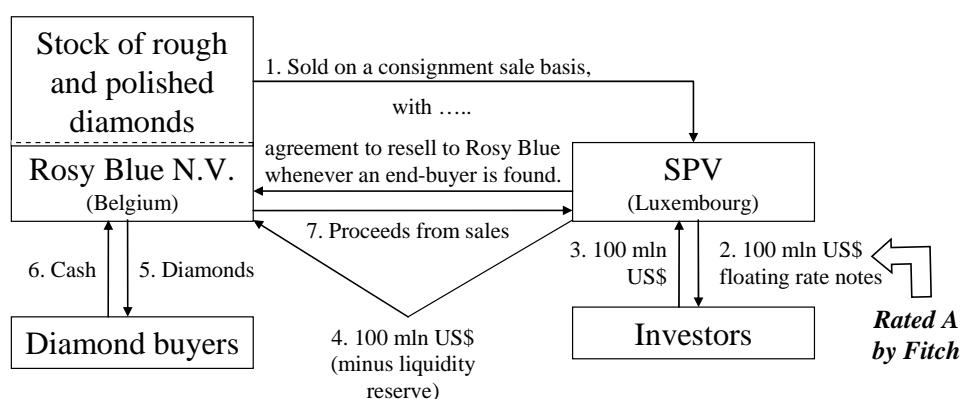 Stock of rough
and polished
diamonds
1. Sold on a consignment sale basis,
with …..
agreement to resell to Rosy Blue
whenever an end-buyer is found.
Rosy Blue N.V.
(Belgium)
SPV
(Luxembourg)
7. Proceeds from sales
6. Cash
5. Diamonds
3. 100 mln
US$
2. 100 mln US$
floating rate notes
Diamond buyers
4. 100 mln US$
(minus liquidity
reserve)
Investors
Rated A
by Fitch